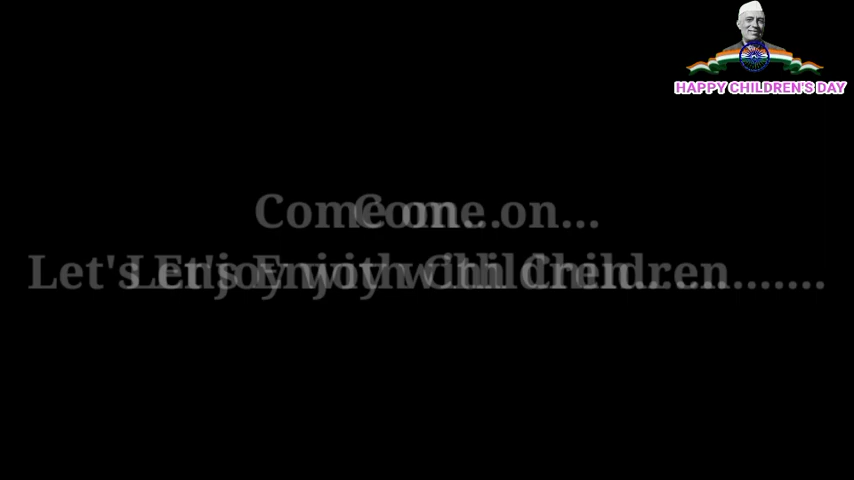 HAPPY CHILDREN'S DAY
Come on...
Let's Enjoy with Children.......